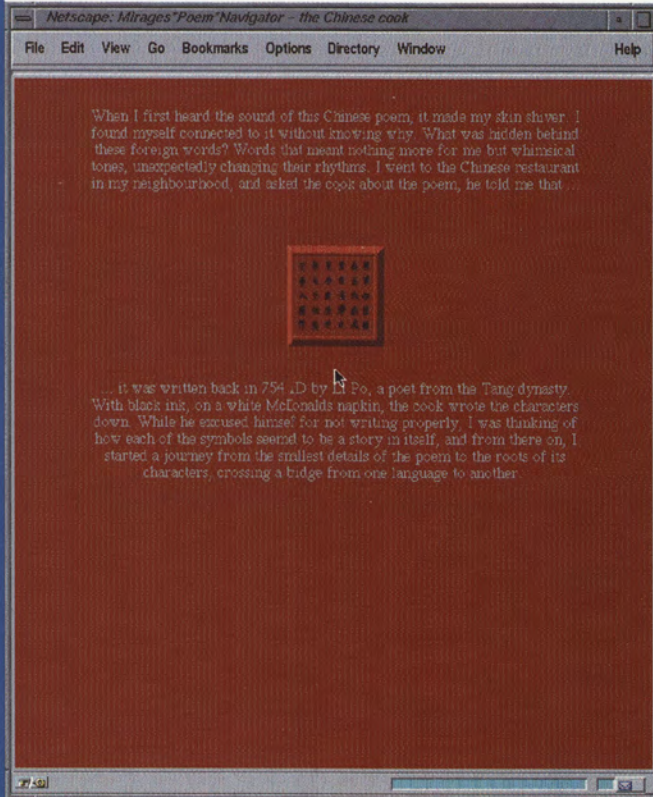 Netscape: Mirages"Poem"Navigator – the Chinese cook
File Edit View Go Bookmarks Options Directory Window Help
When I first heard the sound of this Chinese poem, it made my skin shiver. I
found myself connected to it without knowing why. What was hidden behind
these foreign words? Words that meant nothing more for me but whimsical
tones, unexpectedly changing their rhythms. I went to the Chinese restaurant
in my neighbourhood, and asked the cook about the poem, he told me that ...
... it was written back in 754 AD by Li Po, a poet from the Tang dynasty.
With black ink, on a white McDonalds napkin, the cook wrote the characters
down. While he excused himsef for not writing properly, I was thinking of
how each of the symbols seemd to be a story in itself, and from there on, I
started a journey from the smllest details of the poem to the roots of its
characters, crossing a bridge from one language to another.